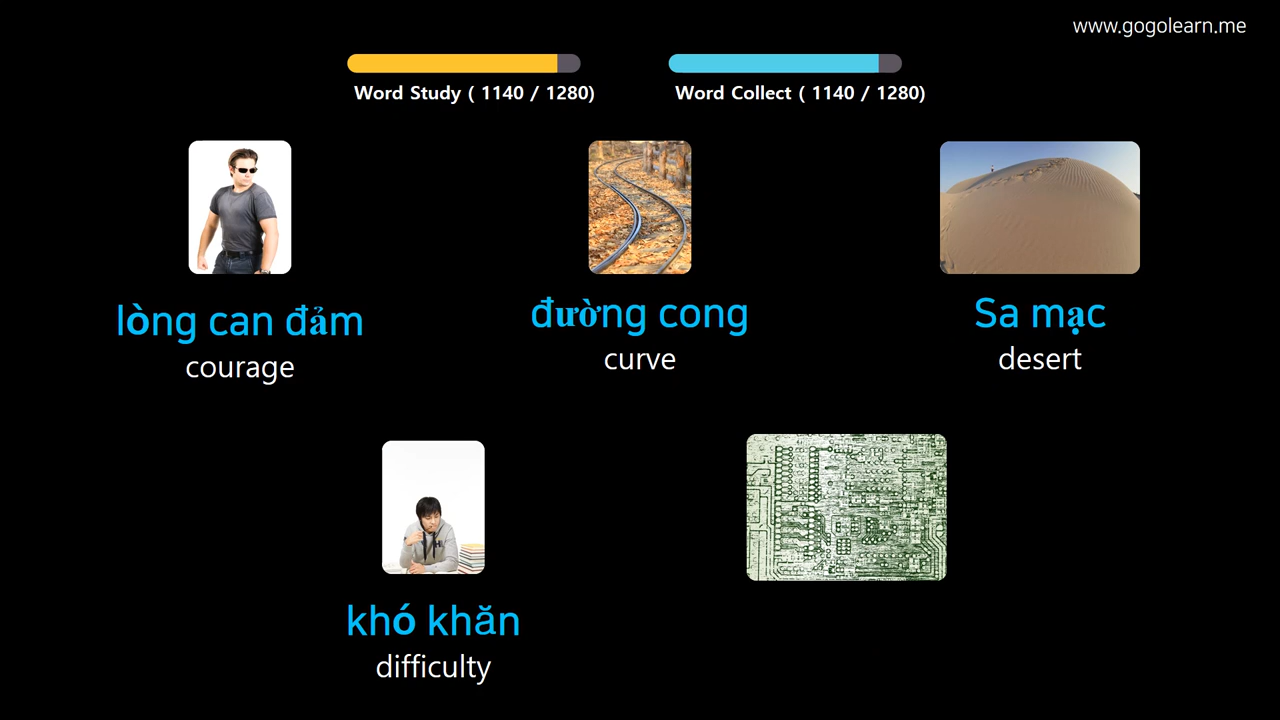 www.gogolearn.me
Word Study ( 1140 / 1280)
Word Collect ( 1140 / 1280)
lòng can đảm
courage
đường cong
curve
Sa mạc
desert
khó khăn
difficulty